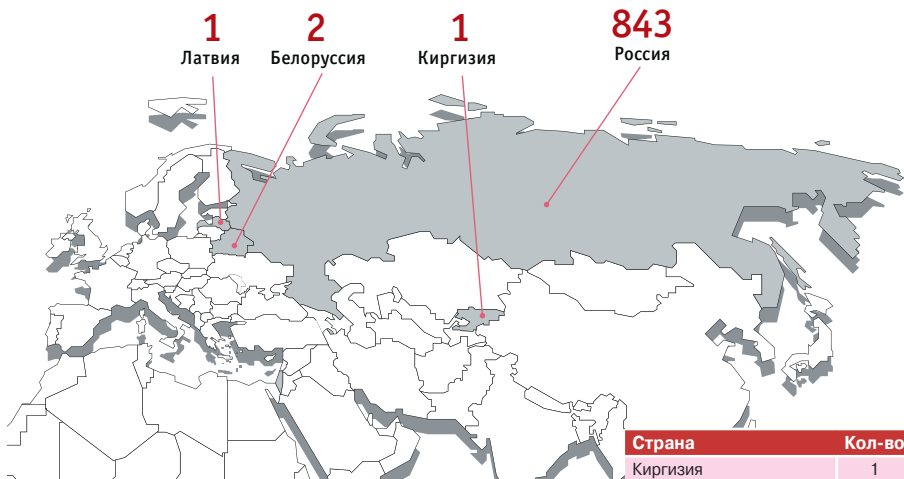 1 2 1 843
Латвия Белоруссия Киргизия Россия
Страна Кол-во
Киргизия 1